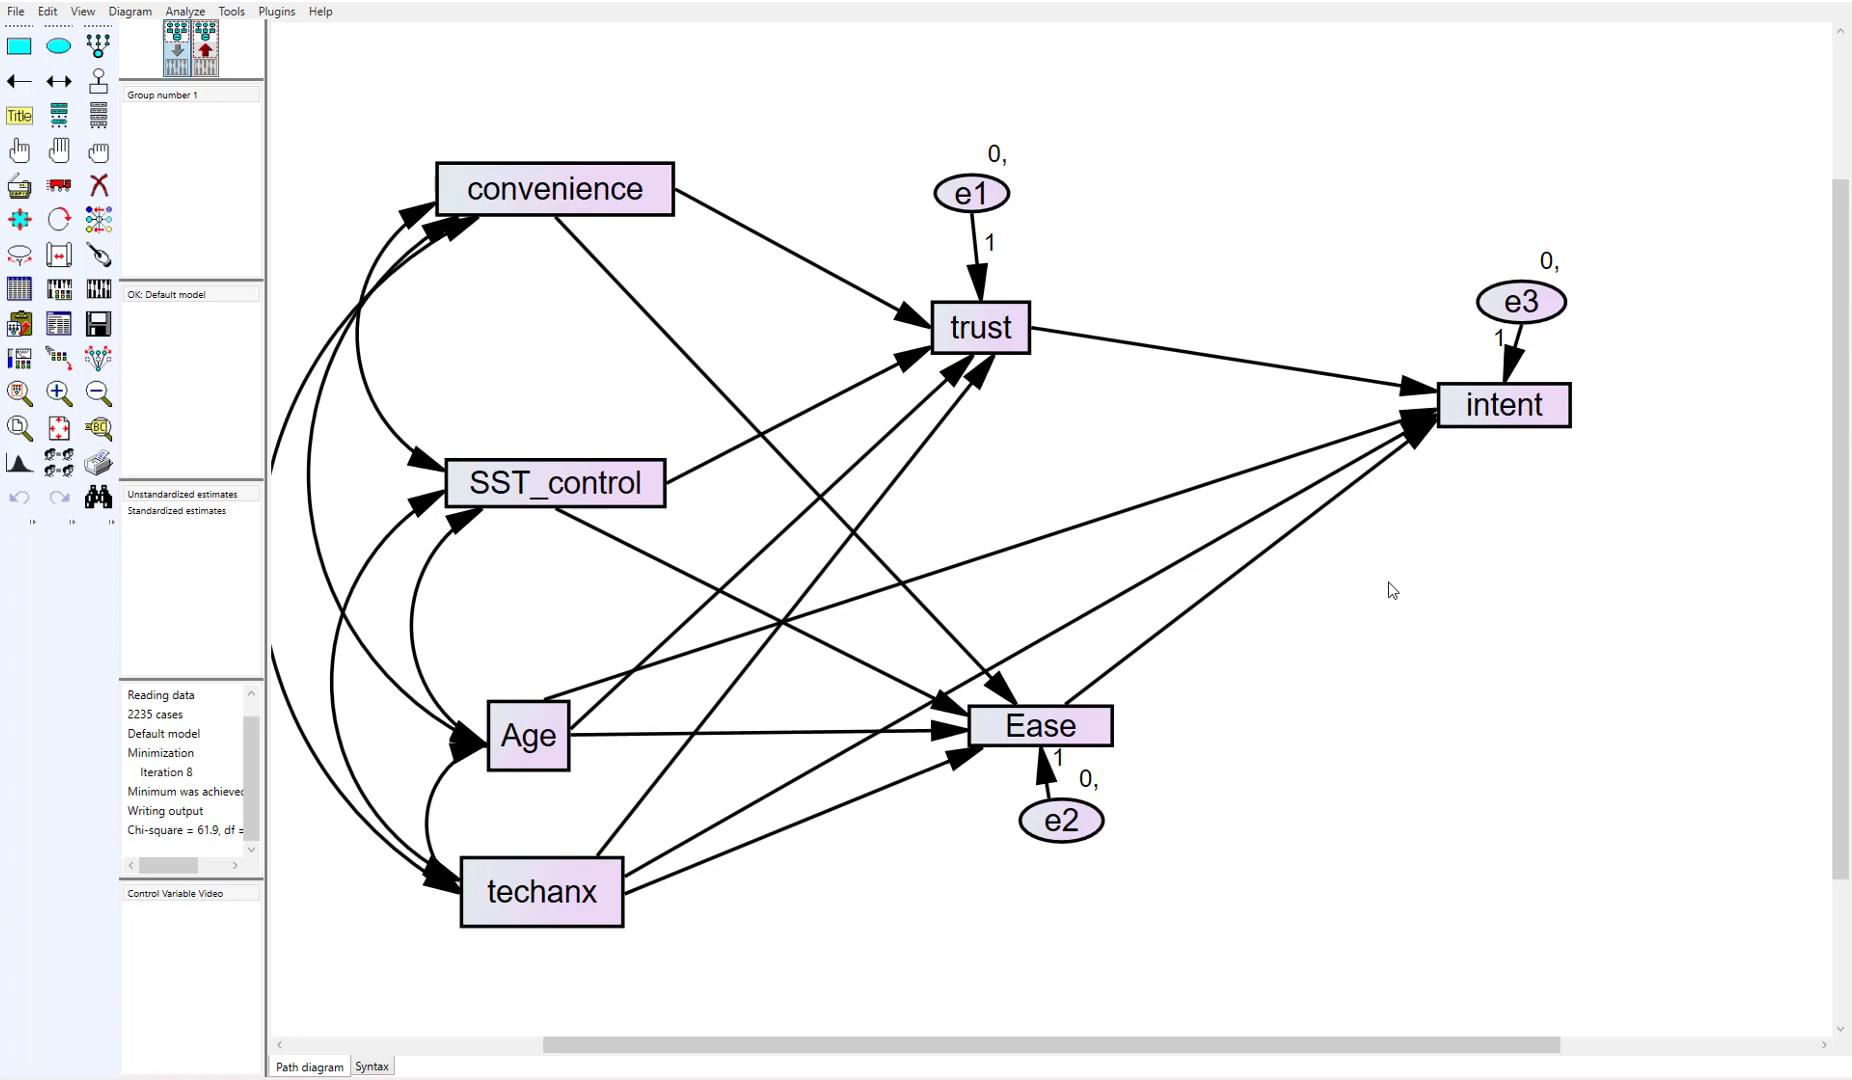 File Edit View Diagram Analyze Tools Plugins Help
Title
Group number 1
OK: Default model
Unstandardized estimates
Standardized estimates
Reading data
2235 cases
Default model
Minimization
Iteration 8
Minimum was achieved
Writing output
Chi-square = 61.9, df =
Control Variable Video
convenience
SST_control
Age
techanx
0,
e1
1
trust
0,
e3
1
intent
Ease
1
0,
e2
Path diagram Syntax